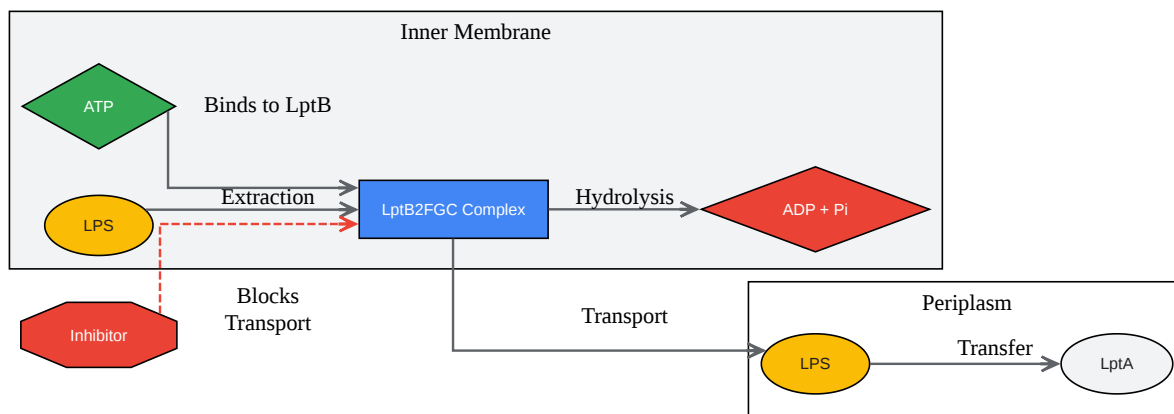 Inner Membrane
ATP
Binds to LptB
Extraction
LPS
LptB2FGC Complex
Hydrolysis
ADP + Pi
Blocks
Transport
Inhibitor
Transport
Periplasm
LPS
Transfer
LptA